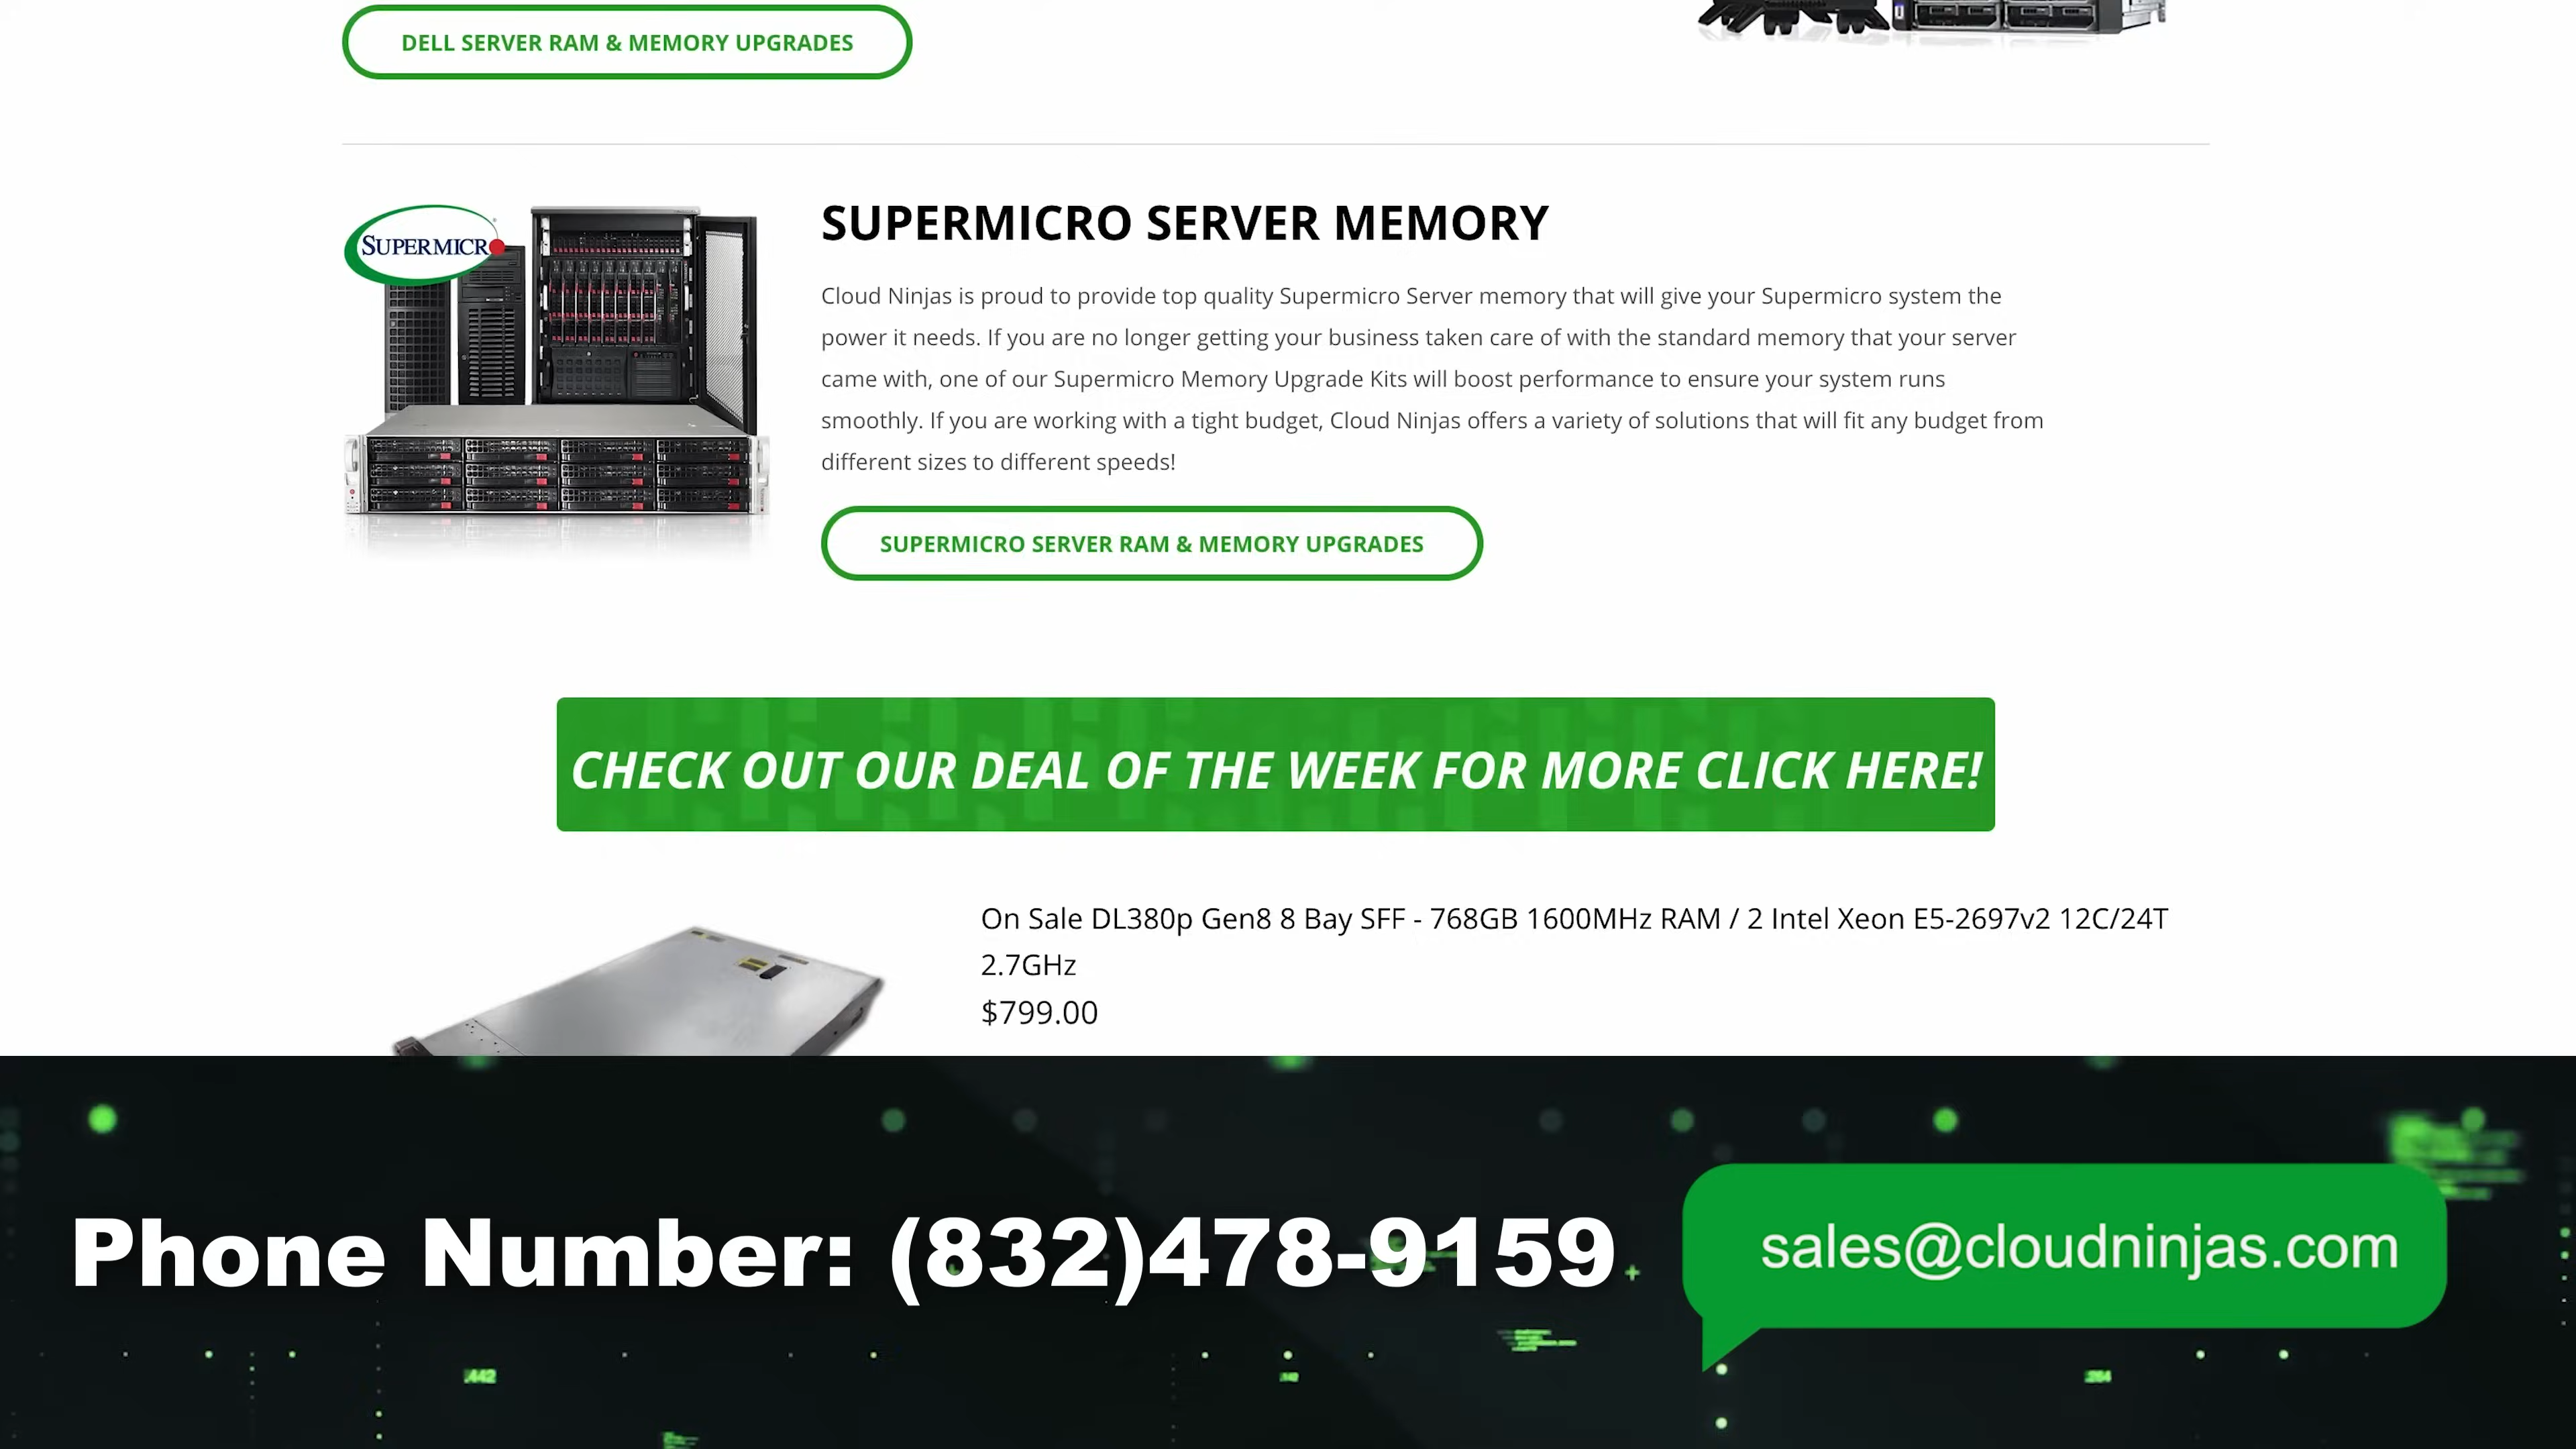 DELL SERVER RAM & MEMORY UPGRADES
SUPERMICR
SUPERMICRO SERVER MEMORY
Cloud Ninjas is proud to provide top quality Supermicro Server memory that will give your Supermicro system the
power it needs. If you are no longer getting your business taken care of with the standard memory that your server
came with, one of our Supermicro Memory Upgrade Kits will boost performance to ensure your system runs
smoothly. If you are working with a tight budget, Cloud Ninjas offers a variety of solutions that will fit any budget from
different sizes to different speeds!
SUPERMICRO SERVER RAM & MEMORY UPGRADES
CHECK OUT OUR DEAL OF THE WEEK FOR MORE CLICK HERE!
On Sale DL380p Gen8 8 Bay SFF - 768GB 1600MHz RAM / 2 Intel Xeon E5-2697v2 12C/24T
2.7GHz
$799.00
Phone Number: (832)478-9159
sales@cloudninjas.com
.442